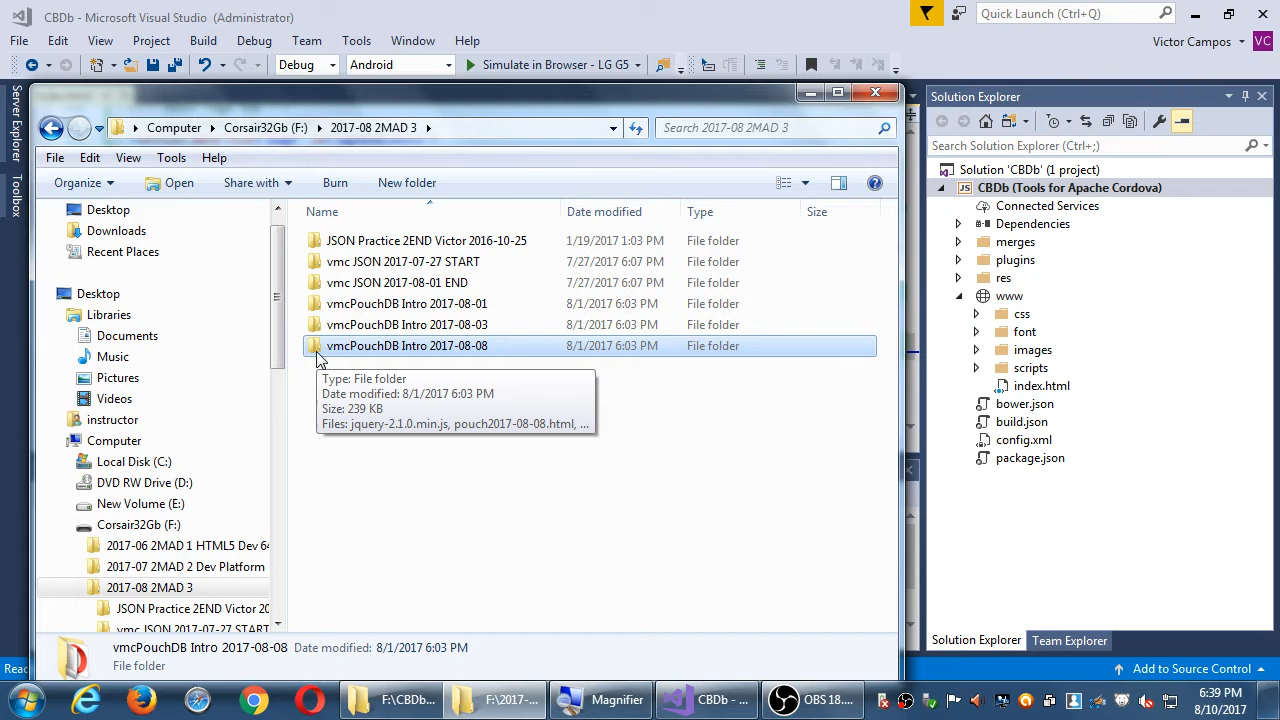 CBDb - Microsoft Visual Studio (Administrator)
Quick Launch (Ctrl+Q)
File Edit View Project Build Debug Team Tools Window Help
Victor Campos VC
Debug Android Simulate in Browser - LG G5
Server Explorer
Toolbox
Computer Corsair32Gb (F:) 2017-08 2MAD 3
Search 2017-08 2MAD 3
File Edit View Tools Help
Organize Open Share with Burn New folder
Name Date modified Type Size
Desktop
Downloads
Recent Places
Desktop
Libraries
Documents
Music
Pictures
Videos
instructor
Computer
Local Disk (C:)
DVD RW Drive (D:)
New Volume (E:)
Corsair32Gb (F:)
2017-06 2MAD 1 HTML5 Dev 64
2017-07 2MAD 2 Dev Platform
2017-08 2MAD 3
JSON Practice 2END Victor 20
vmc JSON 2017-07-27 START
JSON Practice 2END Victor 2016-10-25 1/19/2017 1:03 PM File folder
vmc JSON 2017-07-27 START 7/27/2017 6:07 PM File folder
vmc JSON 2017-08-01 END 7/27/2017 6:07 PM File folder
vmcPouchDB Intro 2017-08-01 8/1/2017 6:03 PM File folder
vmcPouchDB Intro 2017-08-03 8/1/2017 6:03 PM File folder
vmcPouchDB Intro 2017-08-08 8/1/2017 6:03 PM File folder
Type: File folder
Date modified: 8/1/2017 6:03 PM
Size: 239 KB
Files: jquery-2.1.0.min.js, pouch2017-08-08.html, ...
vmcPouchDB Intro 2017-08-08 Date modified: 8/1/2017 6:03 PM
File folder
Solution Explorer
Search Solution Explorer (Ctrl+;)
Solution 'CBDb' (1 project)
JS CBDb (Tools for Apache Cordova)
Connected Services
Dependencies
merges
plugins
res
www
css
font
images
scripts
index.html
bower.json
build.json
config.xml
package.json
Solution Explorer Team Explorer
Add to Source Control
F:\CBDb... F:\2017-... Magnifier CBDb - ... OBS 18....
6:39 PM
8/10/2017